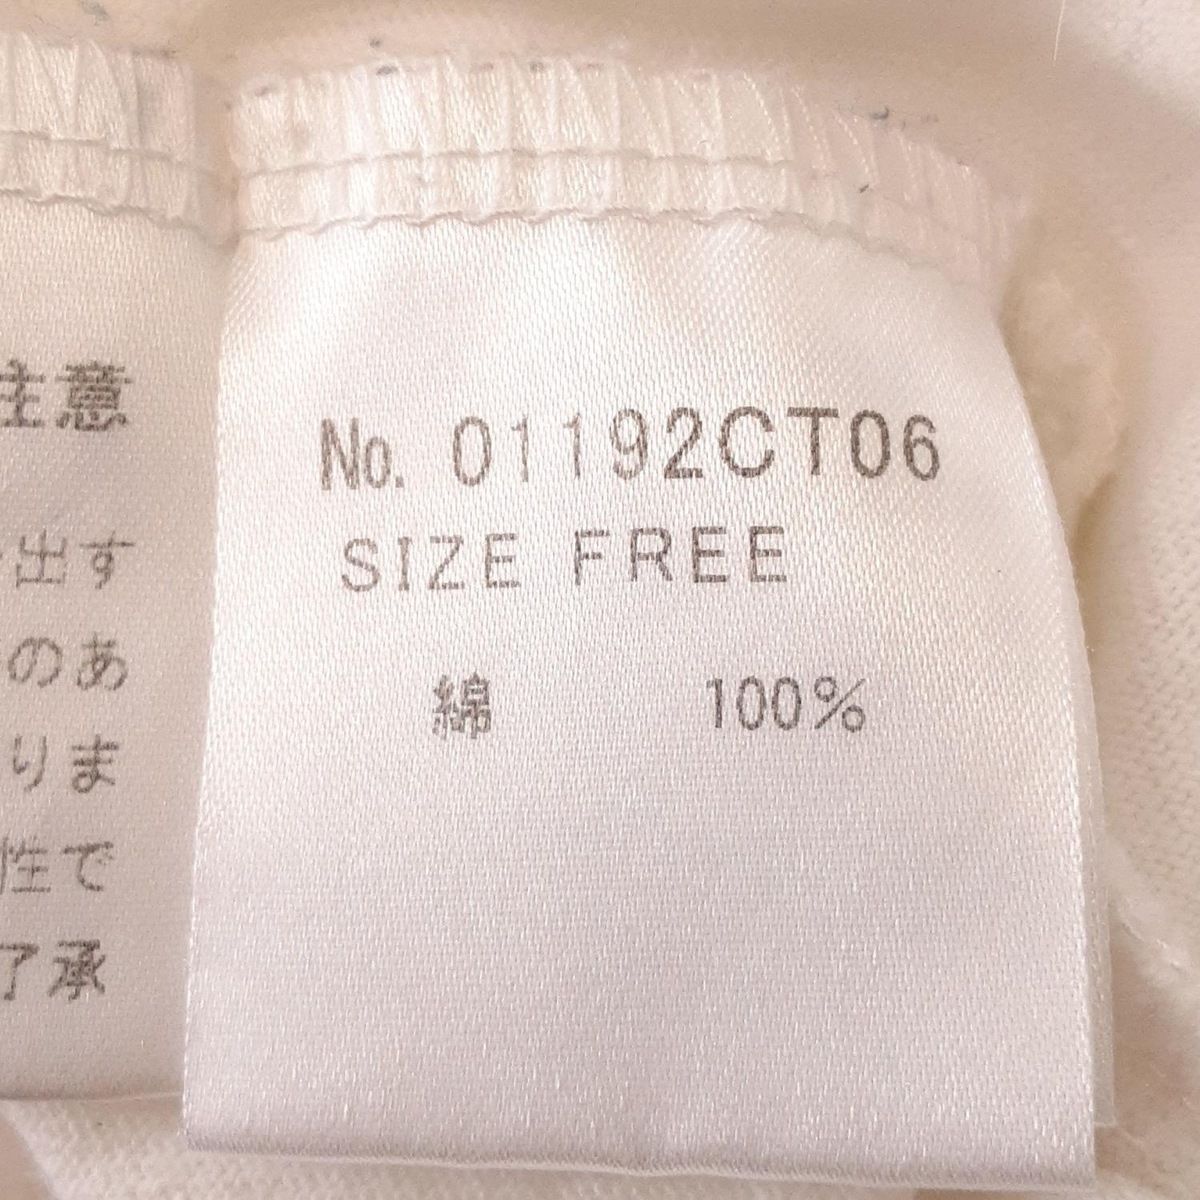 注意
出す
のあ
りま
性で
了承
No. 01192CT06
SIZE FREE
綿 100%